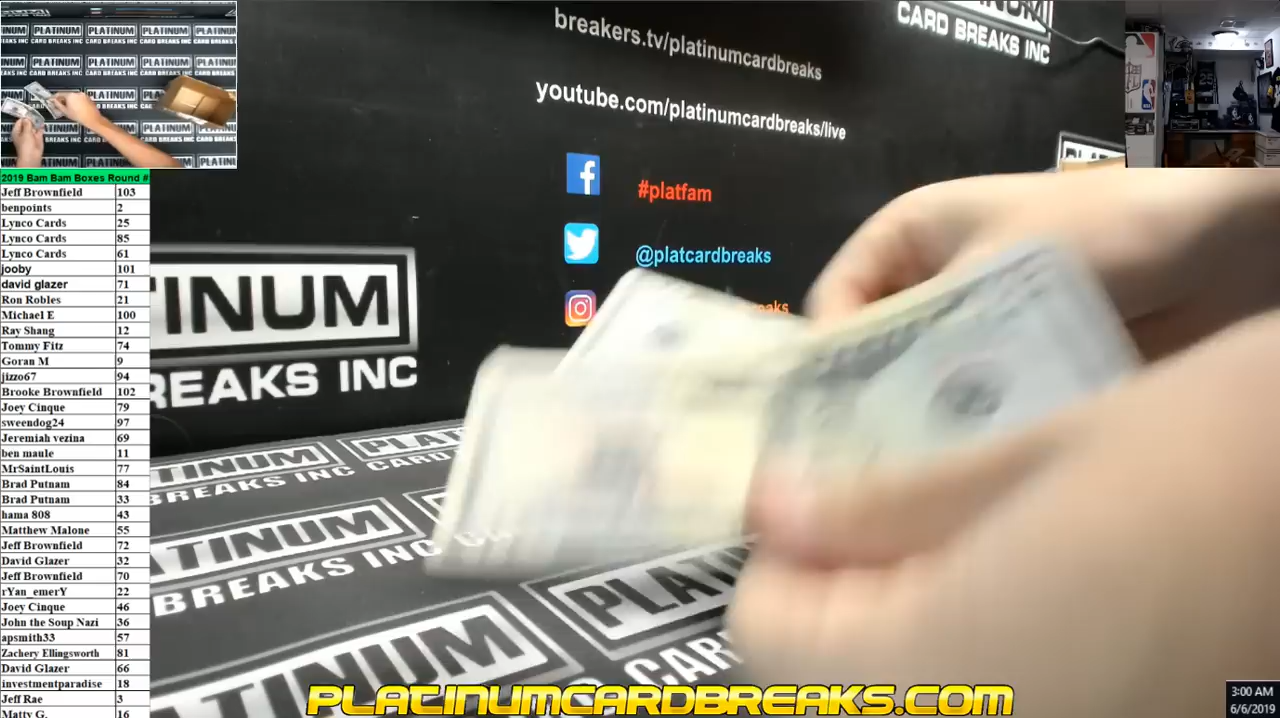 breakers.tv/platinumcardbreaks
youtube.com/platinumcardbreaks/live
#platfam
@platcardbreaks
CARD BREAKS INC
2019 Bam Bam Boxes Round #
Jeff Brownfield 103
benpoints 2
Lynco Cards 25
Lynco Cards 85
Lynco Cards 61
jooby 101
david glazer 71
Ron Robles 21
Michael E 100
Ray Shang 12
Tommy Fitz 74
Goran M 9
jizzo67 94
Brooke Brownfield 102
Joey Cinque 79
sweendog24 97
Jeremiah vezina 69
ben maule 11
MrSaintLouis 77
Brad Putnam 84
Brad Putnam 33
hama 808 43
Matthew Malone 55
Jeff Brownfield 72
David Glazer 32
Jeff Brownfield 70
rYan_emerY 22
Joey Cinque 46
John the Soup Nazi 36
apsmith33 57
Zachery Ellingsworth 81
David Glazer 66
investmentparadise 18
Jeff Rae 3
Matty G. 16
TINUM
REAKS INC
PLATINUMCARDBREAKS.COM
3:00 AM
6/6/2019